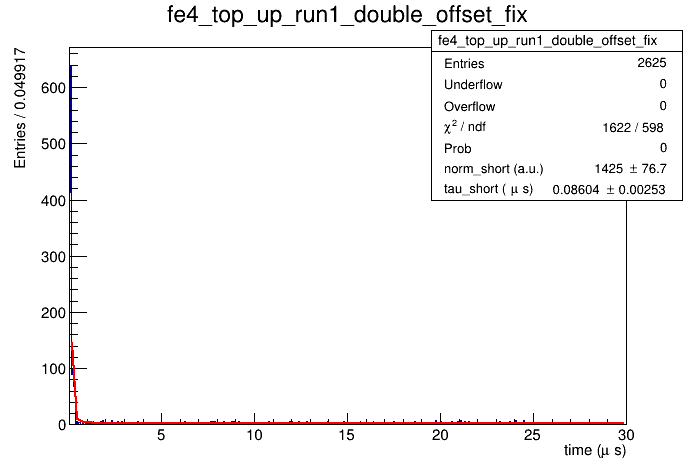 fe4_top_up_run1_double_offset_fix
fe4_top_up_run1_double_offset_fix
Entries 2625
Underflow 0
Overflow 0
χ² / ndf 1622 / 598
Prob 0
norm_short (a.u.) 1425 ± 76.7
tau_short ( μ s) 0.08604 ± 0.00253
Entries / 0.049917
600
500
400
300
200
100
0
5 10 15 20 25 30
time (μ s)